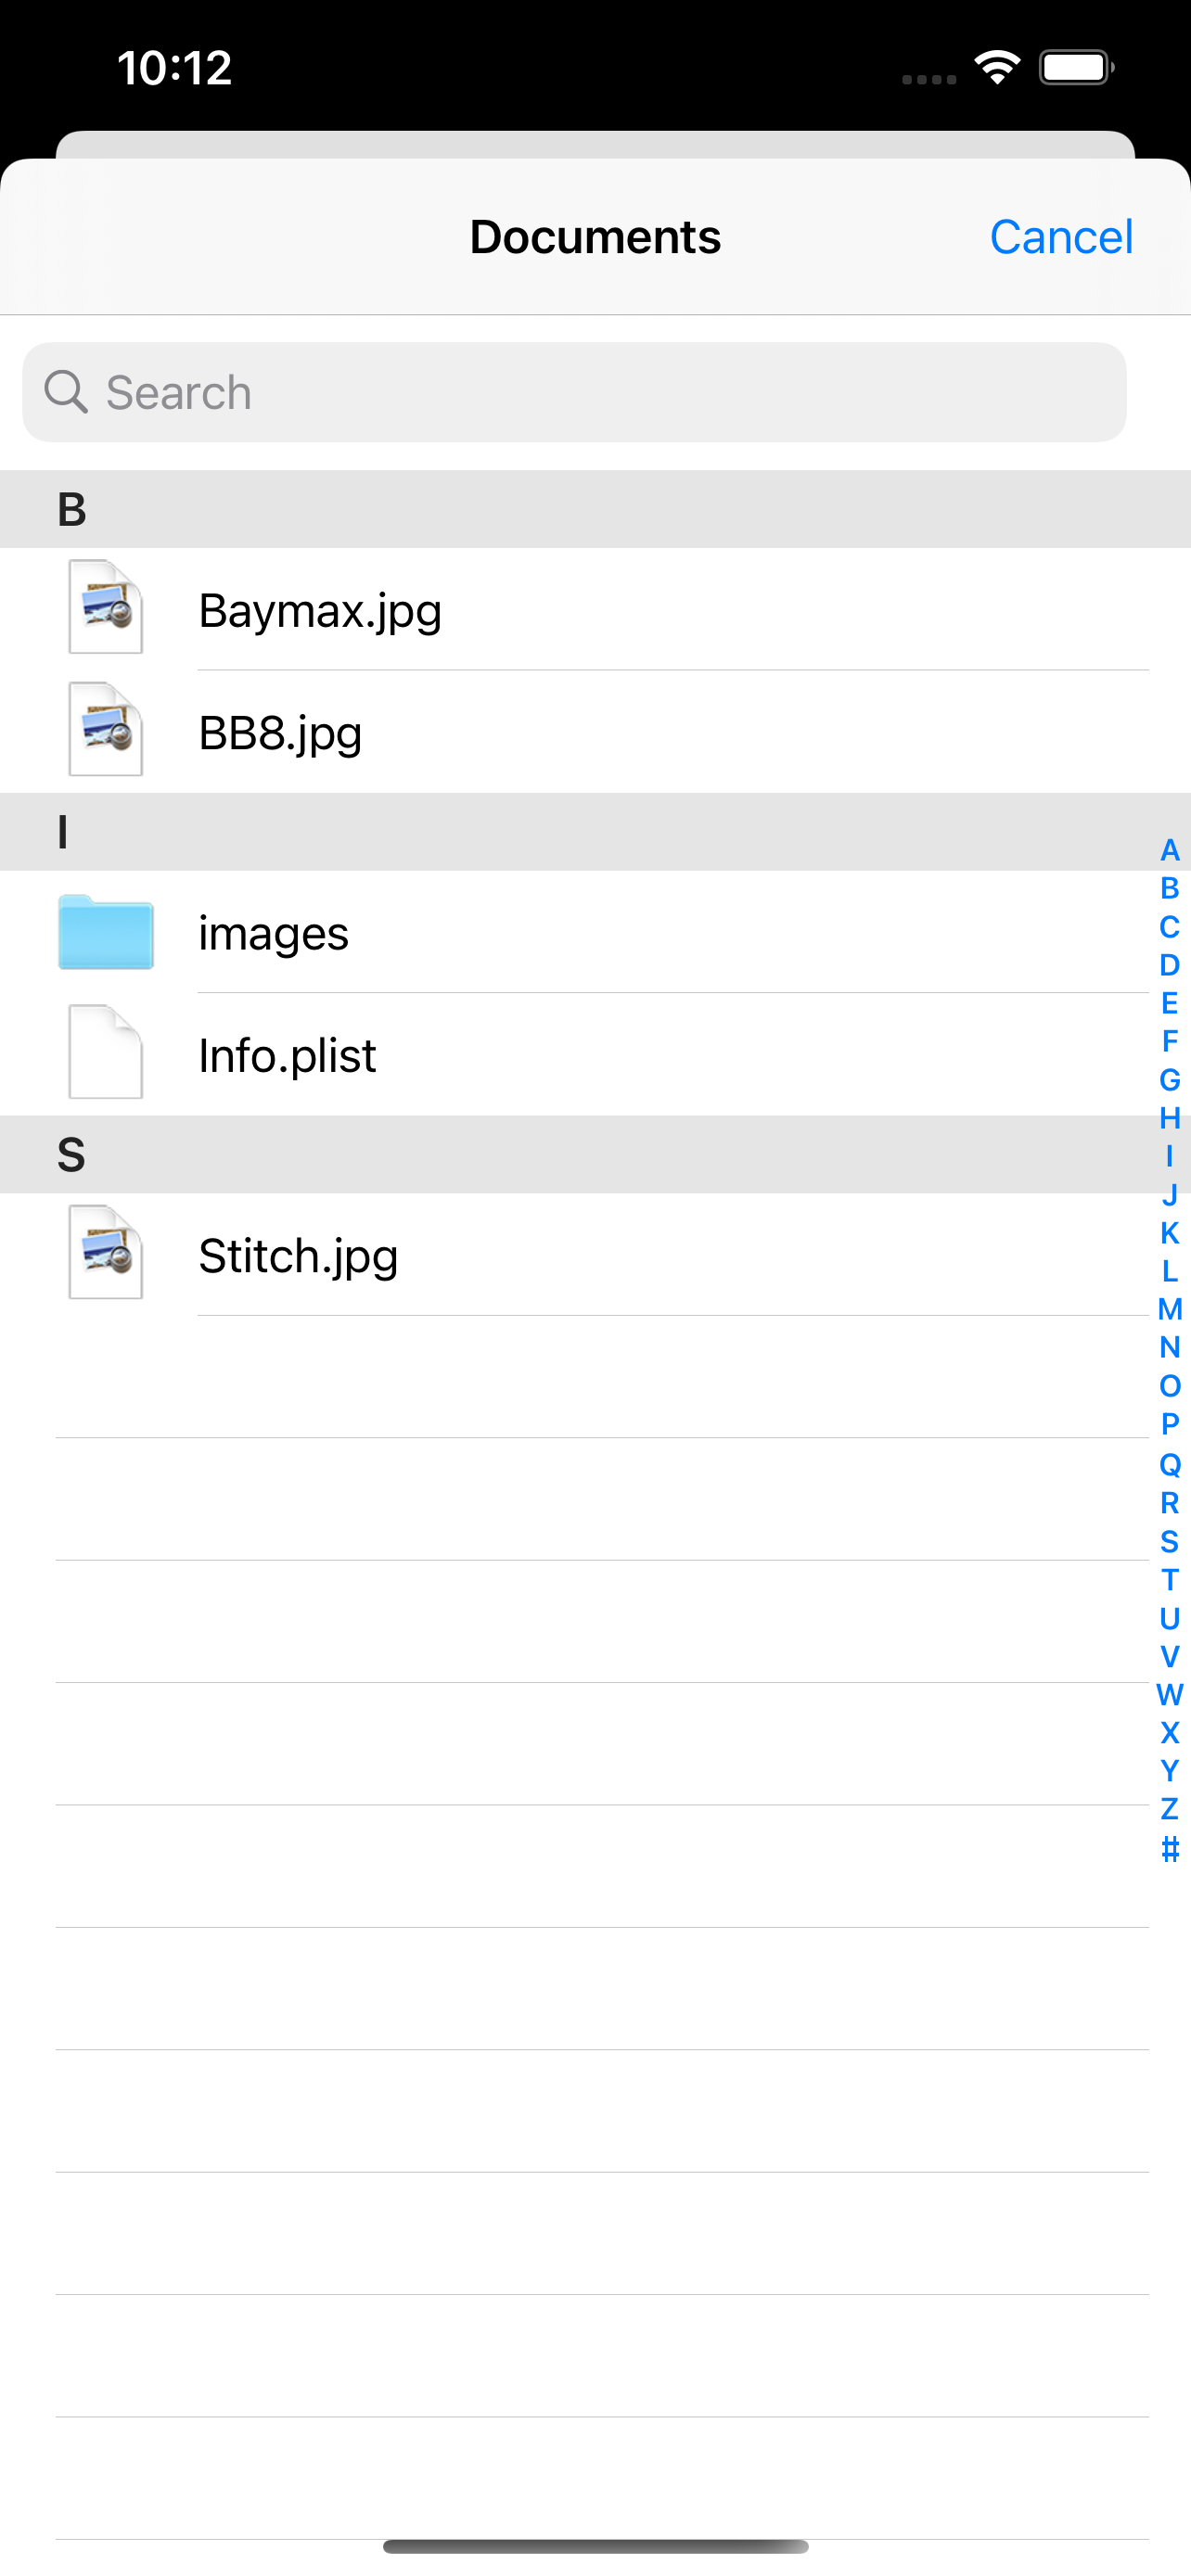 10:12
Documents
Cancel
Search
B
Baymax.jpg
BB8.jpg
I
images
Info.plist
S
Stitch.jpg
A
B
C
D
E
F
G
H
I
J
K
L
M
N
O
P
Q
R
S
T
U
V
W
X
Y
Z
#